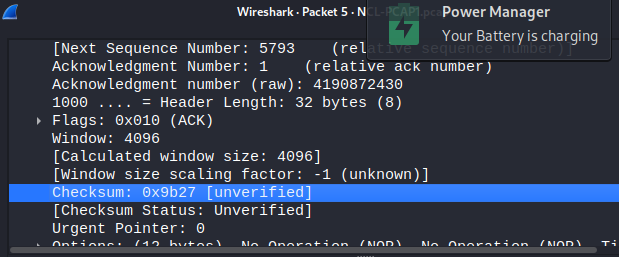 Wireshark · Packet 5 · NCL-PCAP1.pcap
Power Manager
Your Battery is charging
[Next Sequence Number: 5793    (relative sequence number)]
Acknowledgment Number: 1    (relative ack number)
Acknowledgment number (raw): 4190872430
1000 .... = Header Length: 32 bytes (8)
Flags: 0x010 (ACK)
Window: 4096
[Calculated window size: 4096]
[Window size scaling factor: -1 (unknown)]
Checksum: 0x9b27 [unverified]
[Checksum Status: Unverified]
Urgent Pointer: 0
Options: (12 bytes), No-Operation (NOP), No-Operation (NOP), Ti